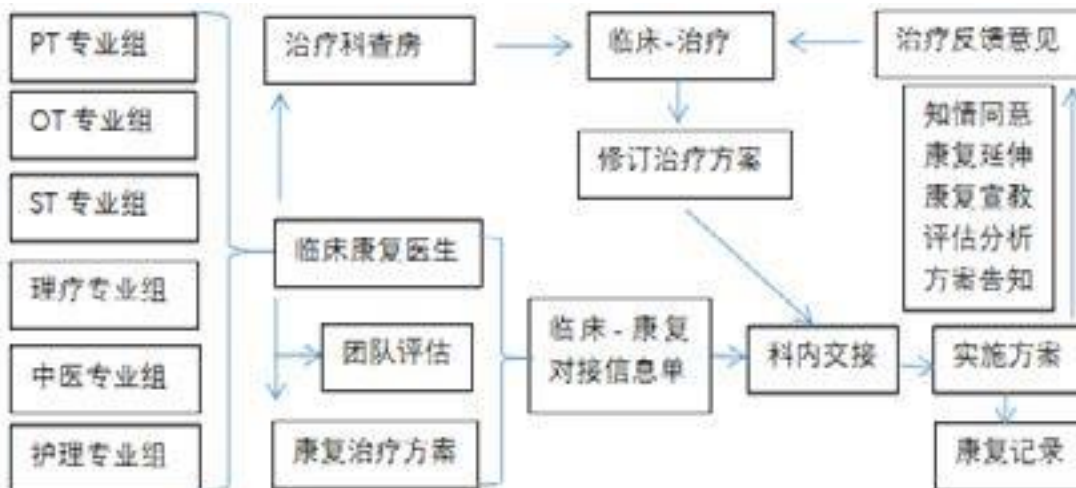 PT 专业组
OT 专业组
ST 专业组
理疗专业组
中医专业组
护理专业组
治疗科查房
临床康复医生
团队评估
康复治疗方案
临床-治疗
修订治疗方案
临床-康复
对接信息单
科内交接
治疗反馈意见
知情同意
康复延伸
康复宣教
评估分析
方案告知
实施方案
康复记录